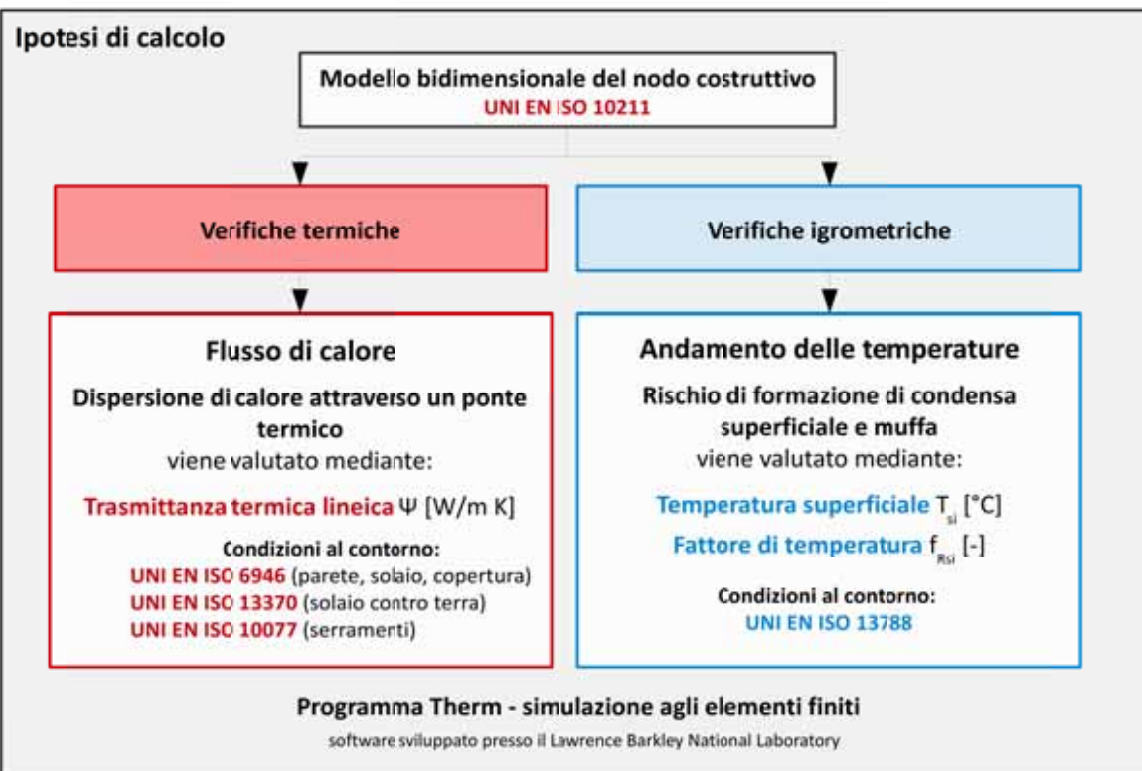 Ipotesi di calcolo
Modello bidimensionale del nodo costruttivo
UNI EN ISO 10211
Verifiche termiche
Verifiche igrometriche
Flusso di calore
Dispersione di calore attraverso un ponte
termico
viene valutato mediante:
Trasmittanza termica lineica Ψ [W/m K]
Condizioni al contorno:
UNI EN ISO 6946 (parete, solaio, copertura)
UNI EN ISO 13370 (solaio contro terra)
UNI EN ISO 10077 (serramenti)
Andamento delle temperature
Rischio di formazione di condensa
superficiale e muffa
viene valutato mediante:
Temperatura superficiale Tsi [°C]
Fattore di temperatura fRsi [-]
Condizioni al contorno:
UNI EN ISO 13788
Programma Therm - simulazione agli elementi finiti
software sviluppato presso il Lawrence Barkley National Laboratory